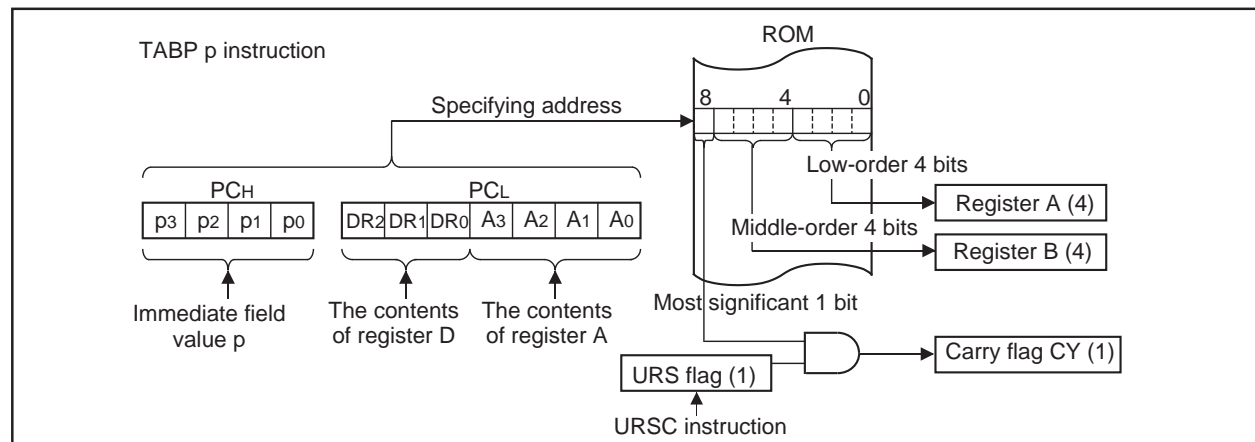 TABP p instruction
ROM
8 4 0
Specifying address
Low-order 4 bits
PCH
PCL
p3 p2 p1 p0
DR2 DR1 DR0 A3 A2 A1 A0
Register A (4)
Middle-order 4 bits
Register B (4)
Immediate field
value p
The contents
of register D
The contents
of register A
Most significant 1 bit
URS flag (1)
Carry flag CY (1)
URSC instruction